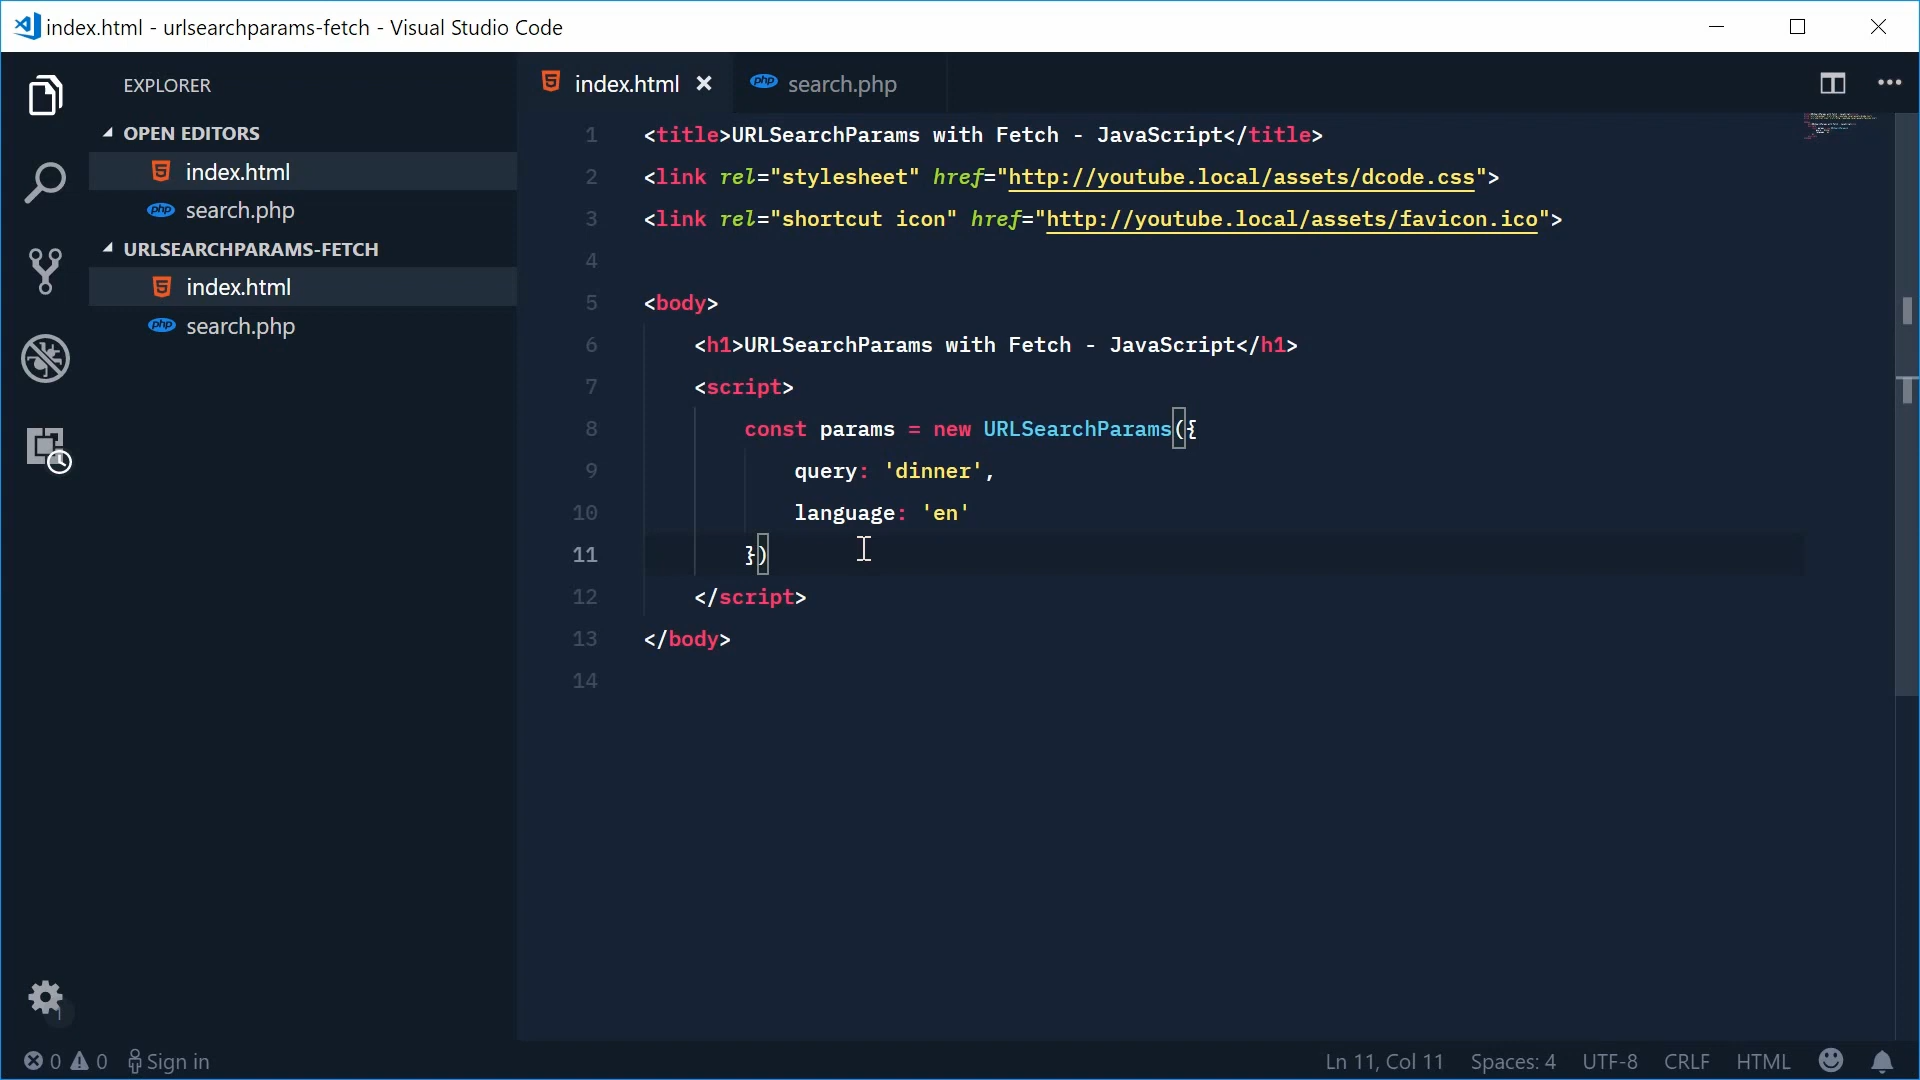 index.html - urlsearchparams-fetch - Visual Studio Code
EXPLORER
OPEN EDITORS
index.html
search.php
URLSEARCHPARAMS-FETCH
index.html
search.php
index.html
php search.php
1 <title>URLSearchParams with Fetch - JavaScript</title>
2 <link rel="stylesheet" href="http://youtube.local/assets/dcode.css">
3 <link rel="shortcut icon" href="http://youtube.local/assets/favicon.ico">
4
5 <body>
6     <h1>URLSearchParams with Fetch - JavaScript</h1>
7     <script>
8         const params = new URLSearchParams({
9             query: 'dinner',
10             language: 'en'
11         })
12     </script>
13 </body>
14
0 0 Sign in
Ln 11, Col 11 Spaces: 4 UTF-8 CRLF HTML